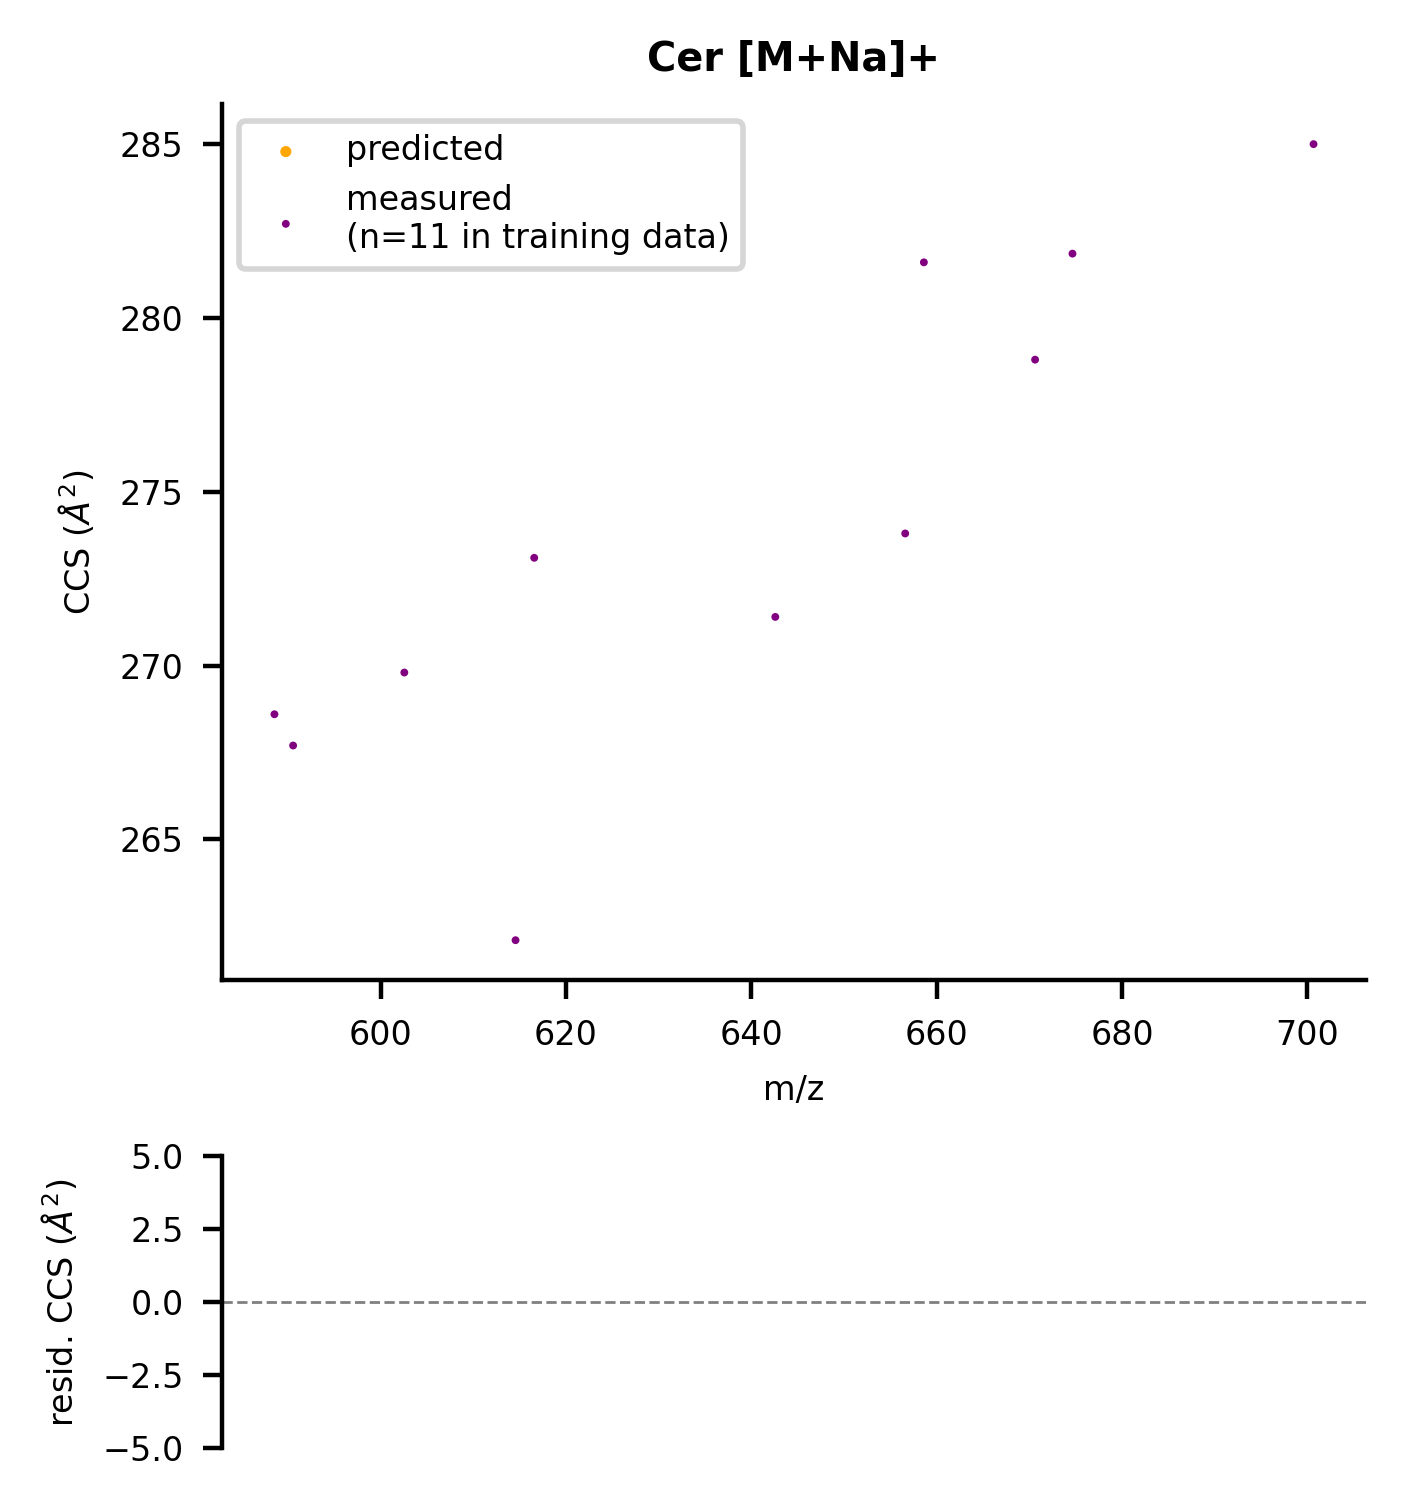 Cer [M+Na]+
predicted
measured
(n=11 in training data)
285
280
275
270
265
CCS (Å²)
600 620 640 660 680 700
m/z
5.0
2.5
0.0
−2.5
−5.0
resid. CCS (Å²)